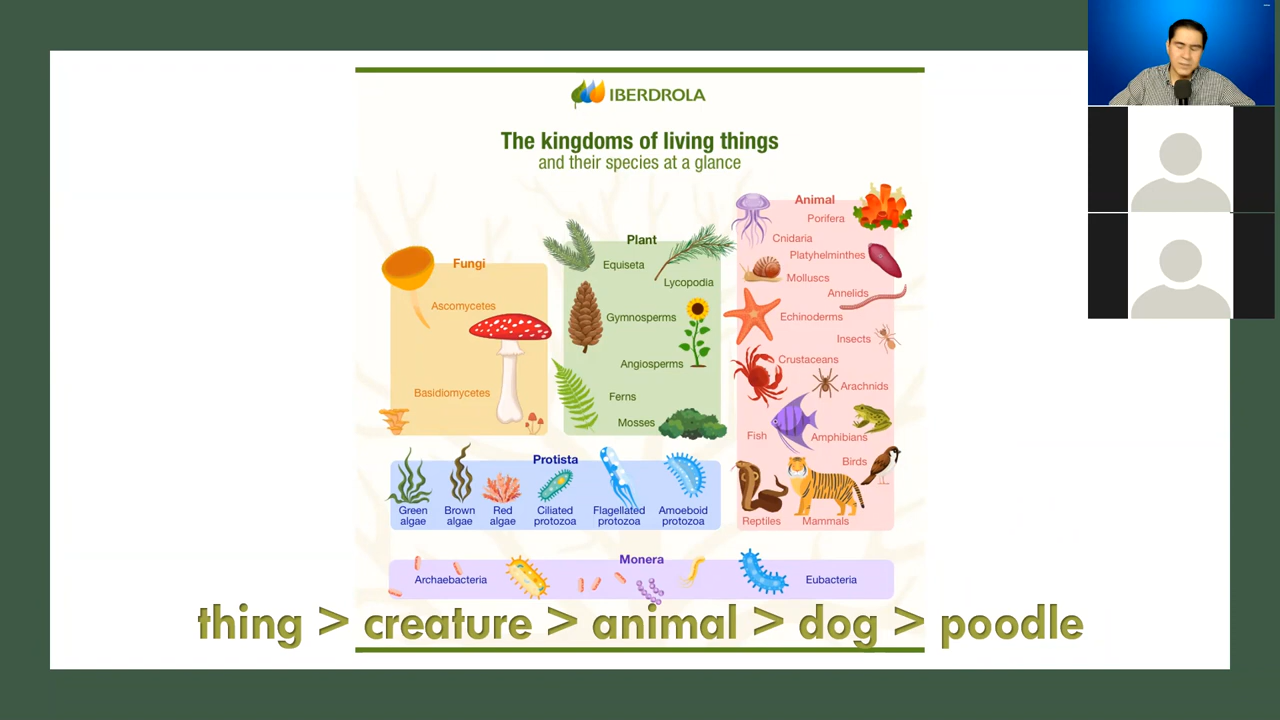 IBERDROLA
The kingdoms of living things
and their species at a glance
Fungi
Ascomycetes
Basidiomycetes
Plant
Equiseta
Lycopodia
Gymnosperms
Angiosperms
Ferns
Mosses
Animal
Porifera
Cnidaria
Platyhelminthes
Molluscs
Annelids
Echinoderms
Insects
Crustaceans
Arachnids
Fish
Amphibians
Birds
Reptiles
Mammals
Protista
Green
algae
Brown
algae
Red
algae
Ciliated
protozoa
Flagellated
protozoa
Amoeboid
protozoa
Monera
Archaebacteria
Eubacteria
thing > creature > animal > dog > poodle